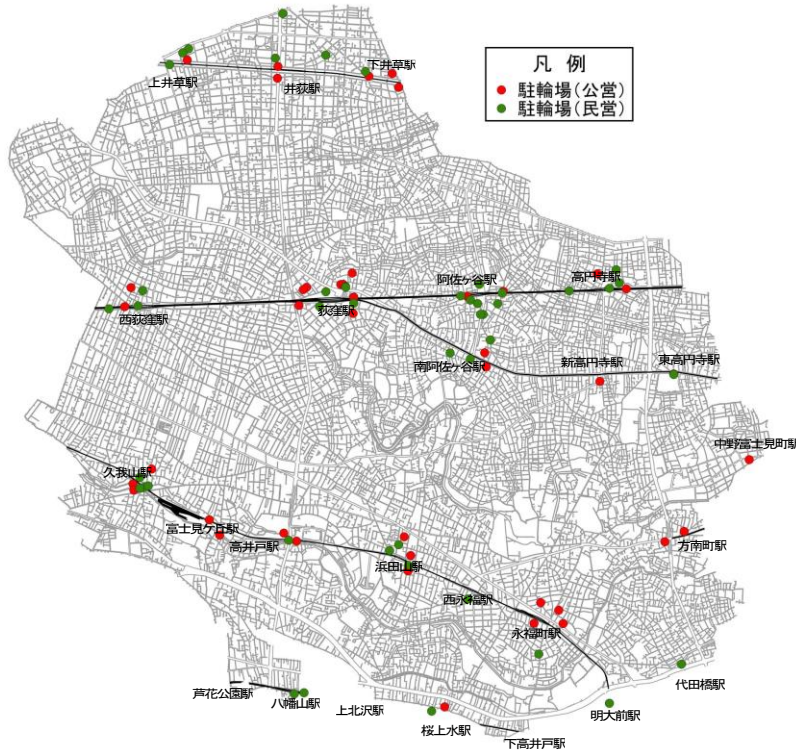 下井草駅
上井草駅
井荻駅
凡 例
駐輪場(公営)
駐輪場(民営)
阿佐ヶ谷駅
高円寺駅
西荻窪駅
荻窪駅
南阿佐ヶ谷駅
新高円寺駅
東高円寺駅
中野富士見町駅
久我山駅
富士見ケ丘駅
高井戸駅
浜田山駅
方南町駅
西永福駅
永福町駅
代田橋駅
芦花公園駅
八幡山駅
上北沢駅
桜上水駅
下高井戸駅
明大前駅